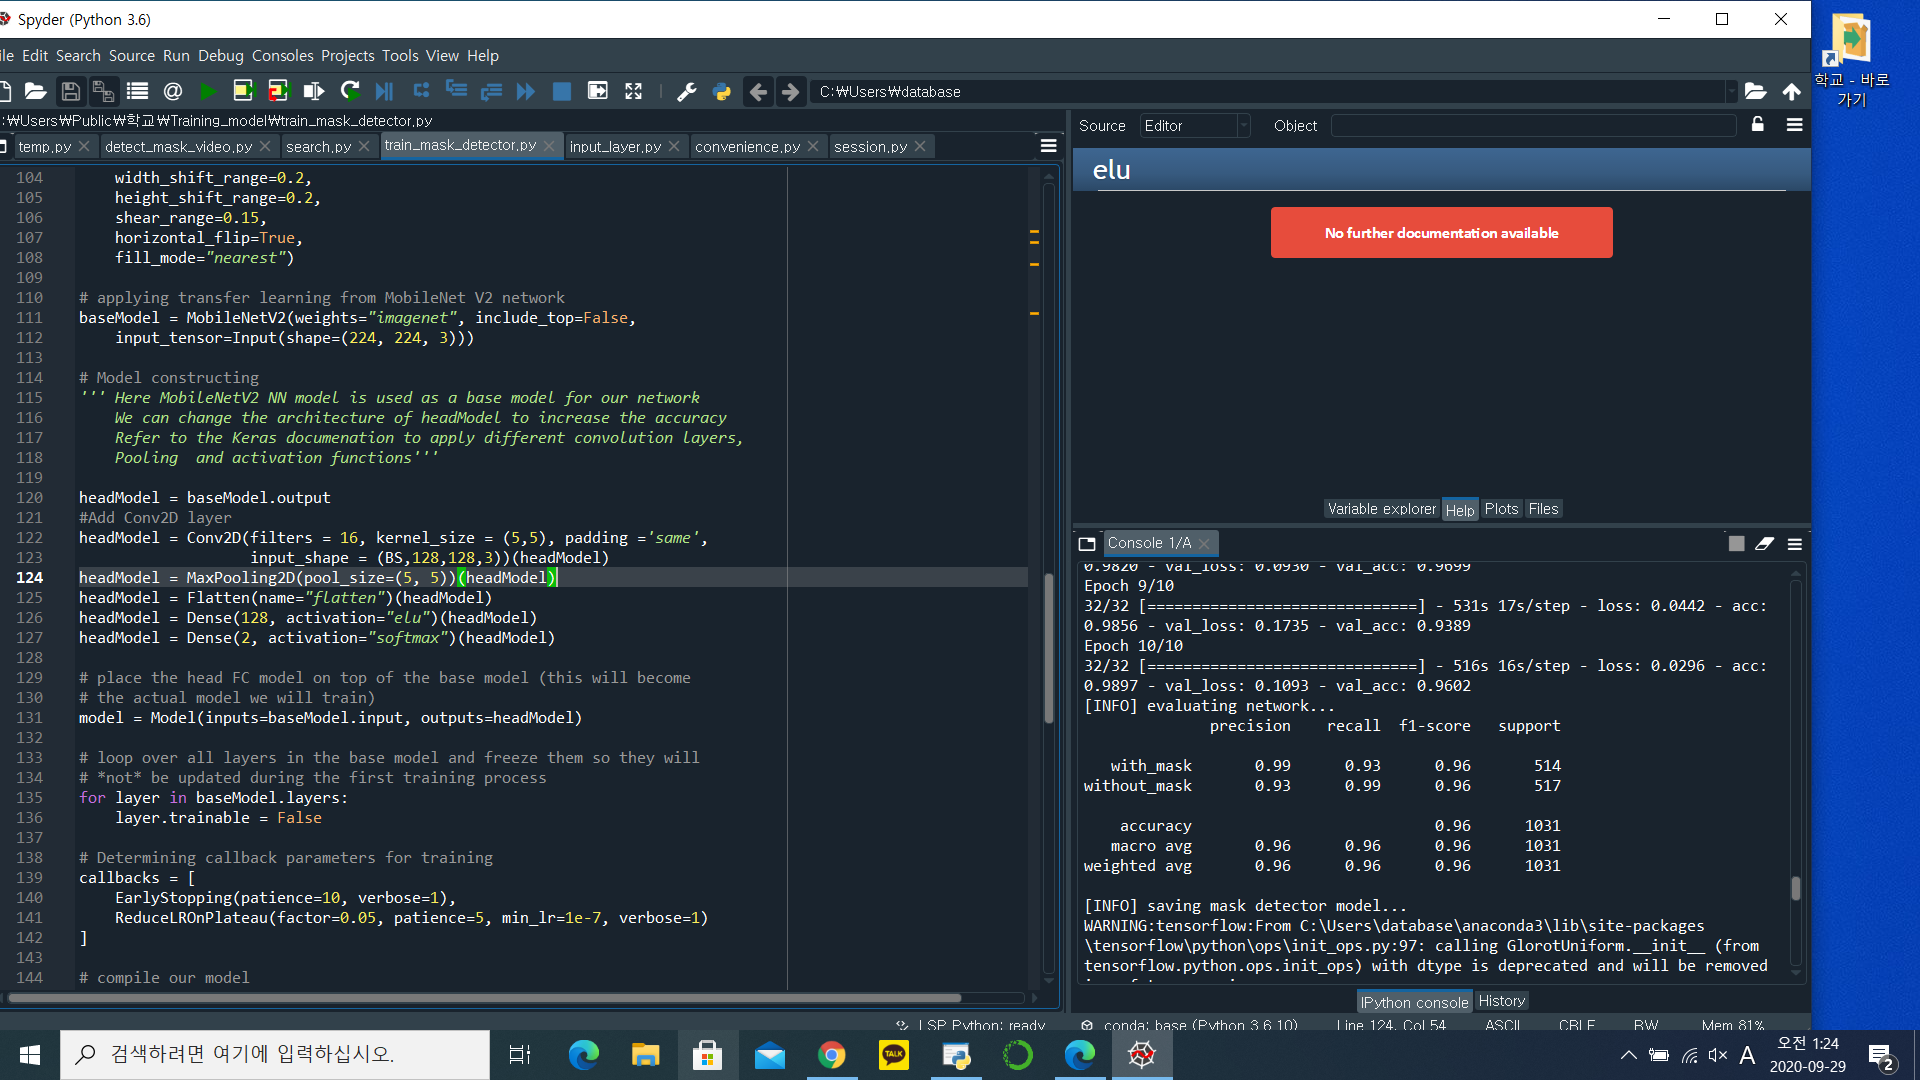 Spyder (Python 3.6)
ile Edit Search Source Run Debug Consoles Projects Tools View Help
C:₩Users₩database
:₩Users₩Public₩학교₩Training_model₩train_mask_detector.py
temp.py detect_mask_video.py search.py train_mask_detector.py input_layer.py convenience.py session.py
104 width_shift_range=0.2,
105 height_shift_range=0.2,
106 shear_range=0.15,
107 horizontal_flip=True,
108 fill_mode="nearest")
109
110 # applying transfer learning from MobileNet V2 network
111 baseModel = MobileNetV2(weights="imagenet", include_top=False,
112 input_tensor=Input(shape=(224, 224, 3)))
113
114 # Model constructing
115 ''' Here MobileNetV2 NN model is used as a base model for our network
116 We can change the architecture of headModel to increase the accuracy
117 Refer to the Keras documenation to apply different convolution layers,
118 Pooling  and activation functions'''
119
120 headModel = baseModel.output
121 #Add Conv2D layer
122 headModel = Conv2D(filters = 16, kernel_size = (5,5), padding ='same',
123 input_shape = (BS,128,128,3))(headModel)
124 headModel = MaxPooling2D(pool_size=(5, 5))(headModel)
125 headModel = Flatten(name="flatten")(headModel)
126 headModel = Dense(128, activation="elu")(headModel)
127 headModel = Dense(2, activation="softmax")(headModel)
128
129 # place the head FC model on top of the base model (this will become
130 # the actual model we will train)
131 model = Model(inputs=baseModel.input, outputs=headModel)
132
133 # loop over all layers in the base model and freeze them so they will
134 # *not* be updated during the first training process
135 for layer in baseModel.layers:
136 layer.trainable = False
137
138 # Determining callback parameters for training
139 callbacks = [
140 EarlyStopping(patience=10, verbose=1),
141 ReduceLROnPlateau(factor=0.05, patience=5, min_lr=1e-7, verbose=1)
142 ]
143
144 # compile our model
Source Editor Object
elu
No further documentation available
Variable explorer Help Plots Files
Console 1/A
0.9820 - val_loss: 0.0930 - val_acc: 0.9699
Epoch 9/10
32/32 [==============================] - 531s 17s/step - loss: 0.0442 - acc:
0.9856 - val_loss: 0.1735 - val_acc: 0.9389
Epoch 10/10
32/32 [==============================] - 516s 16s/step - loss: 0.0296 - acc:
0.9897 - val_loss: 0.1093 - val_acc: 0.9602
[INFO] evaluating network...
precision recall f1-score support
with_mask 0.99 0.93 0.96 514
without_mask 0.93 0.99 0.96 517
accuracy 0.96 1031
macro avg 0.96 0.96 0.96 1031
weighted avg 0.96 0.96 0.96 1031
[INFO] saving mask detector model...
WARNING:tensorflow:From C:\Users\database\anaconda3\lib\site-packages
\tensorflow\python\ops\init_ops.py:97: calling GlorotUniform.__init__ (from
tensorflow.python.ops.init_ops) with dtype is deprecated and will be removed
IPython console History
LSP Python: ready conda: base (Python 3.6.10) Line 124, Col 54 ASCII CRLF RW Mem 81%
학교 - 바로
가기
검색하려면 여기에 입력하십시오.
TALK
A
오전 1:24
2020-09-29
2